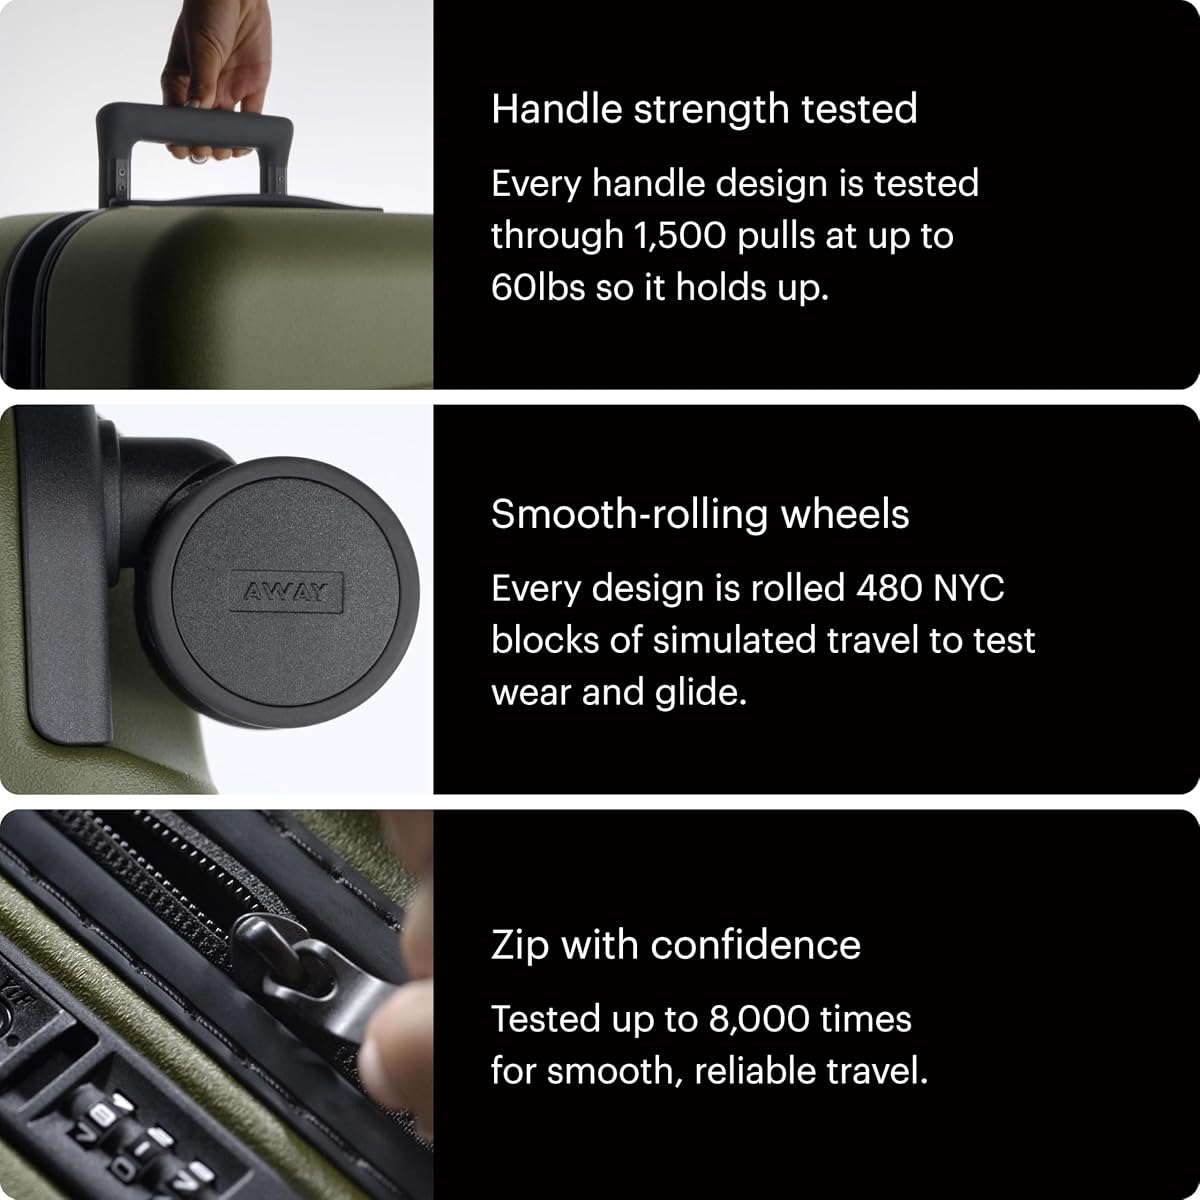 Handle strength tested
Every handle design is tested
through 1,500 pulls at up to
60lbs so it holds up.
AWAY
Smooth-rolling wheels
Every design is rolled 480 NYC
blocks of simulated travel to test
wear and glide.
Zip with confidence
Tested up to 8,000 times
for smooth, reliable travel.